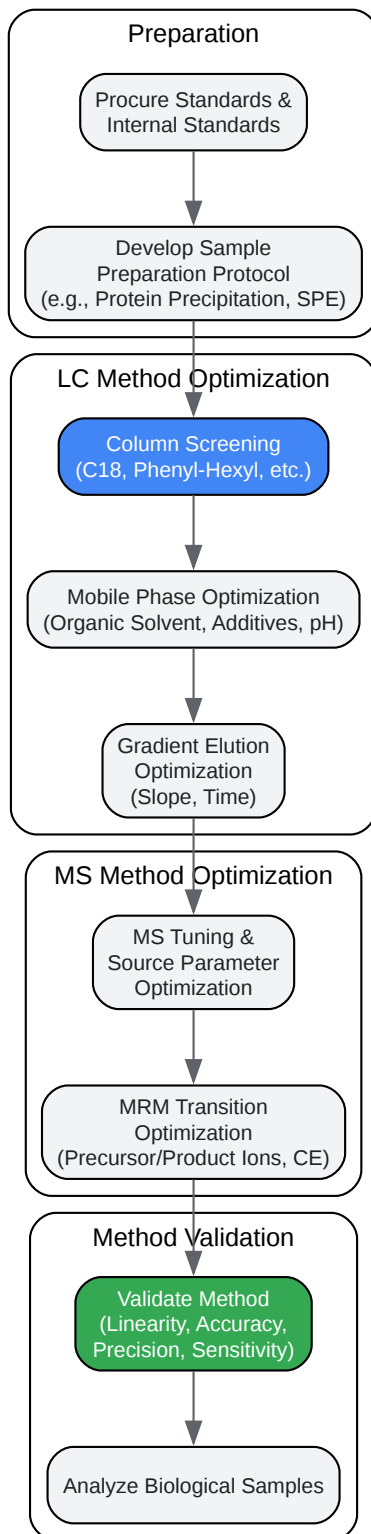 Preparation
Procure Standards &
Internal Standards
Develop Sample
Preparation Protocol
(e.g., Protein Precipitation, SPE)
LC Method Optimization
Column Screening
(C18, Phenyl-Hexyl, etc.)
Mobile Phase Optimization
(Organic Solvent, Additives, pH)
Gradient Elution
Optimization
(Slope, Time)
MS Method Optimization
MS Tuning &
Source Parameter
Optimization
MRM Transition
Optimization
(Precursor/Product Ions, CE)
Method Validation
Validate Method
(Linearity, Accuracy,
Precision, Sensitivity)
Analyze Biological Samples